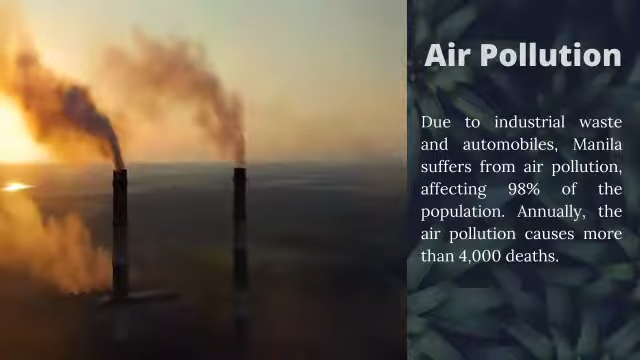 Air Pollution
Due to industrial waste
and automobiles, Manila
suffers from air pollution,
affecting 98% of the
population. Annually, the
air pollution causes more
than 4,000 deaths.